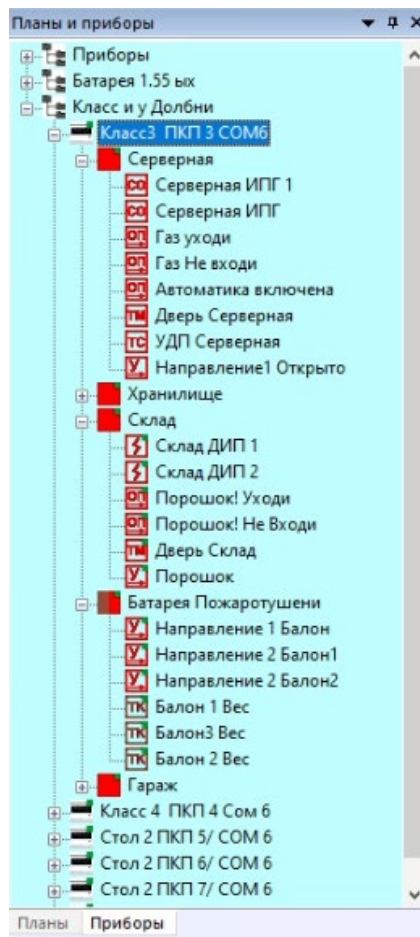 Планы и приборы
Приборы
Батарея 1.55 ых
Класс и у Долбни
Класс3 ПКП 3 COM6
Серверная
СО Серверная ИПГ 1
СО Серверная ИПГ
ОП Газ уходи
ОП Газ Не входи
ОП Автоматика включена
ТМ Дверь Серверная
ТС УДП Серверная
У Направление1 Открыто
Хранилище
Склад
Склад ДИП 1
Склад ДИП 2
ОП Порошок! Уходи
ОП Порошок! Не Входи
ТМ Дверь Склад
У Порошок
Батарея Пожаротушени
У Направление 1 Балон
У Направление 2 Балон1
У Направление 2 Балон2
ТК Балон 1 Вес
ТК Балон3 Вес
ТК Балон 2 Вес
Гараж
Класс 4 ПКП 4 Сом 6
Стол 2 ПКП 5/ COM 6
Стол 2 ПКП 6/ COM 6
Стол 2 ПКП 7/ COM 6
Планы Приборы